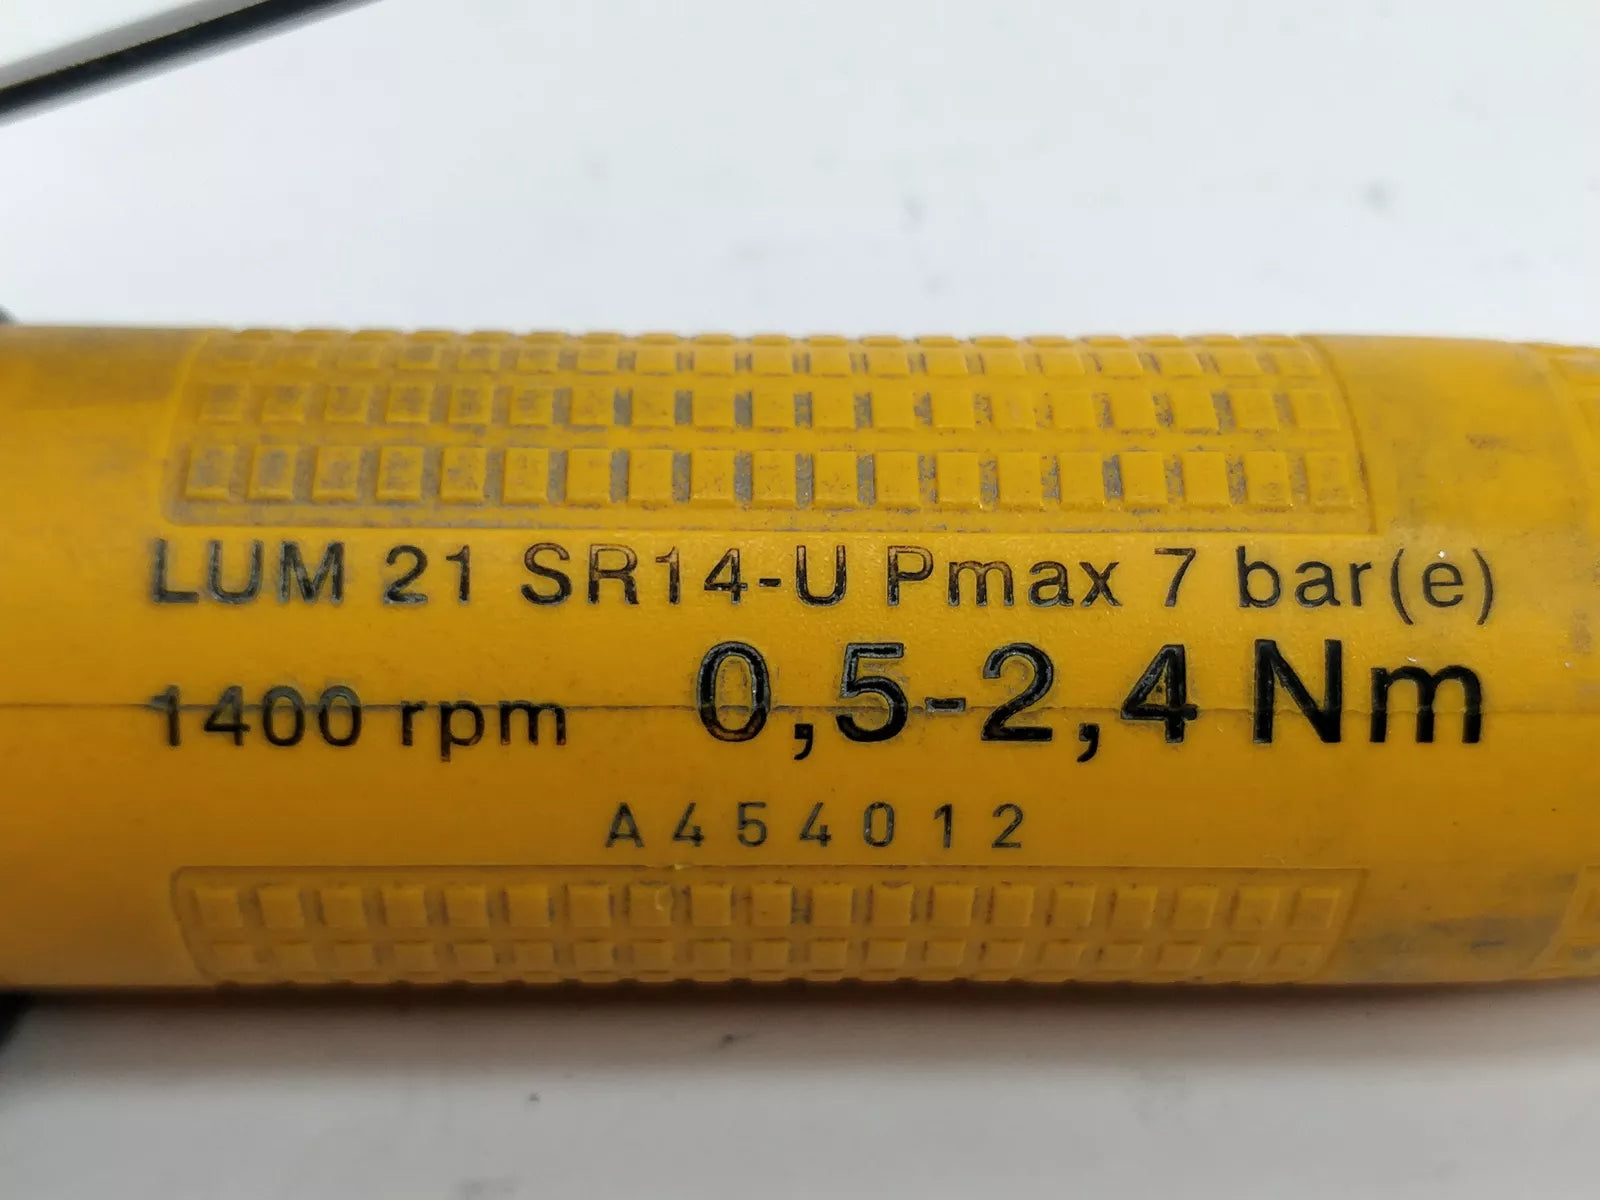 LUM 21 SR14-U Pmax 7 bar(e)
1400 rpm 0,5-2,4 Nm
A454012